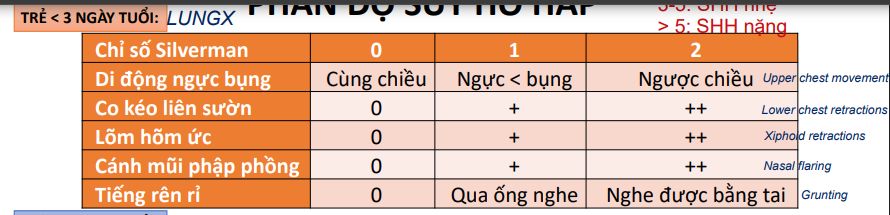 TRẺ < 3 NGÀY TUỔI: LUNGX PHÂN ĐỘ SUY HÔ HẤP 3-5: SHH nhẹ
> 5: SHH nặng
Chỉ số Silverman 0 1 2
Di động ngực bụng Cùng chiều Ngực < bụng Ngược chiều Upper chest movement
Co kéo liên sườn 0 + ++ Lower chest retractions
Lõm hõm ức 0 + ++ Xiphoid retractions
Cánh mũi phập phồng 0 + ++ Nasal flaring
Tiếng rên rỉ 0 Qua ống nghe Nghe được bằng tai Grunting